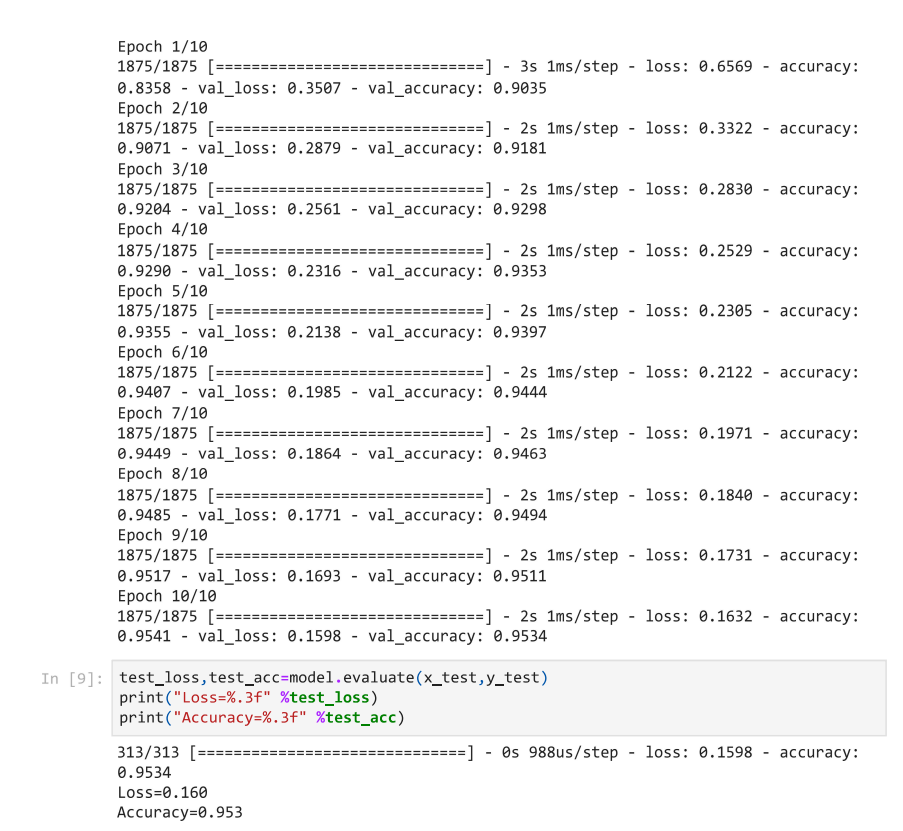 Epoch 1/10
1875/1875 [==============================] - 3s 1ms/step - loss: 0.6569 - accuracy:
0.8358 - val_loss: 0.3507 - val_accuracy: 0.9035
Epoch 2/10
1875/1875 [==============================] - 2s 1ms/step - loss: 0.3322 - accuracy:
0.9071 - val_loss: 0.2879 - val_accuracy: 0.9181
Epoch 3/10
1875/1875 [==============================] - 2s 1ms/step - loss: 0.2830 - accuracy:
0.9204 - val_loss: 0.2561 - val_accuracy: 0.9298
Epoch 4/10
1875/1875 [==============================] - 2s 1ms/step - loss: 0.2529 - accuracy:
0.9290 - val_loss: 0.2316 - val_accuracy: 0.9353
Epoch 5/10
1875/1875 [==============================] - 2s 1ms/step - loss: 0.2305 - accuracy:
0.9355 - val_loss: 0.2138 - val_accuracy: 0.9397
Epoch 6/10
1875/1875 [==============================] - 2s 1ms/step - loss: 0.2122 - accuracy:
0.9407 - val_loss: 0.1985 - val_accuracy: 0.9444
Epoch 7/10
1875/1875 [==============================] - 2s 1ms/step - loss: 0.1971 - accuracy:
0.9449 - val_loss: 0.1864 - val_accuracy: 0.9463
Epoch 8/10
1875/1875 [==============================] - 2s 1ms/step - loss: 0.1840 - accuracy:
0.9485 - val_loss: 0.1771 - val_accuracy: 0.9494
Epoch 9/10
1875/1875 [==============================] - 2s 1ms/step - loss: 0.1731 - accuracy:
0.9517 - val_loss: 0.1693 - val_accuracy: 0.9511
Epoch 10/10
1875/1875 [==============================] - 2s 1ms/step - loss: 0.1632 - accuracy:
0.9541 - val_loss: 0.1598 - val_accuracy: 0.9534
In [9]: test_loss,test_acc=model.evaluate(x_test,y_test)
print("Loss=%.3f" %test_loss)
print("Accuracy=%.3f" %test_acc)
313/313 [==============================] - 0s 988us/step - loss: 0.1598 - accuracy:
0.9534
Loss=0.160
Accuracy=0.953